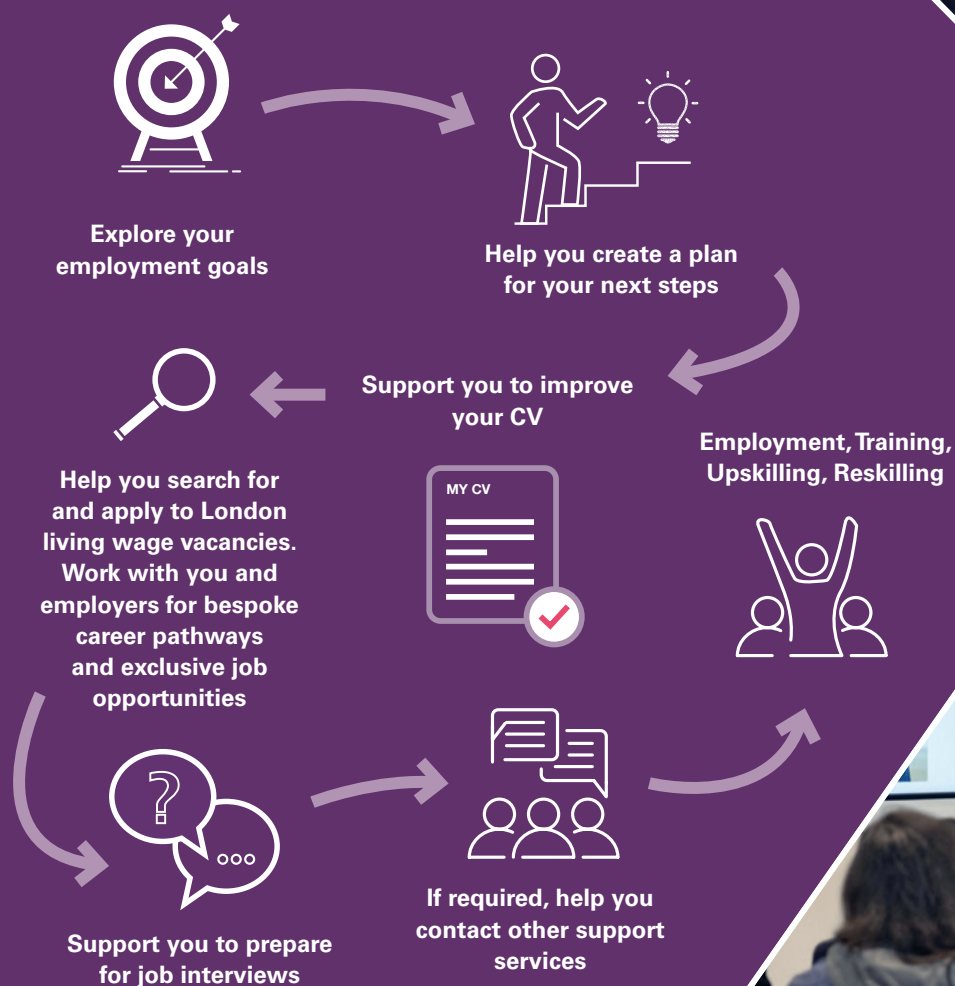 Explore your
employment goals
Help you create a plan
for your next steps
Support you to improve
your CV
MY CV
Help you search for
and apply to London
living wage vacancies.
Work with you and
employers for bespoke
career pathways
and exclusive job
opportunities
?
Support you to prepare
for job interviews
If required, help you
contact other support
services
Employment, Training,
Upskilling, Reskilling